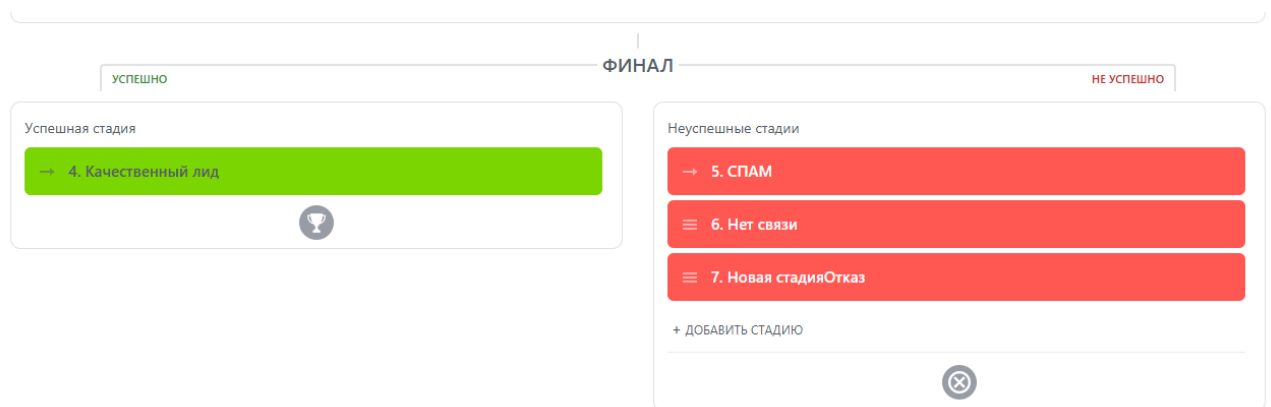 ФИНАЛ
УСПЕШНО
НЕ УСПЕШНО
Успешная стадия
→ 4. Качественный лид
Неуспешные стадии
→ 5. СПАМ
6. Нет связи
7. Новая стадияОтказ
+ ДОБАВИТЬ СТАДИЮ